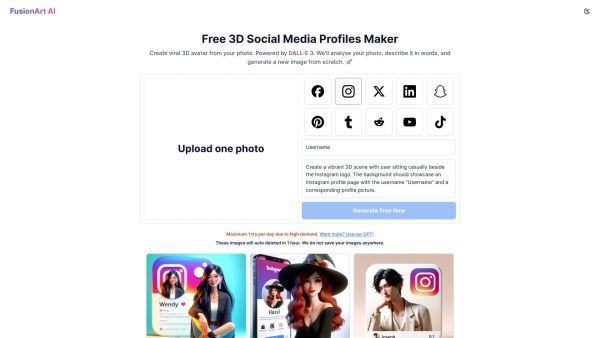 FusionArt AI
Free 3D Social Media Profiles Maker
Create viral 3D avatar from your photo. Powered by DALL-E 3. We'll analyse your photo, describe it in words, and
generate a new image from scratch. 🚀
Upload one photo
Username
Create a vibrant 3D scene with user sitting casually beside
the Instagram logo. The background should showcase an
Instagram profile page with the username "Username" and a
corresponding profile picture.
Generate Free Now
Maximum 1 try per day due to high demand. Want more? Use our GPT!
These images will auto deleted in 1 hour. We do not save your images anywhere.
Wendy
Hazel
Joseph